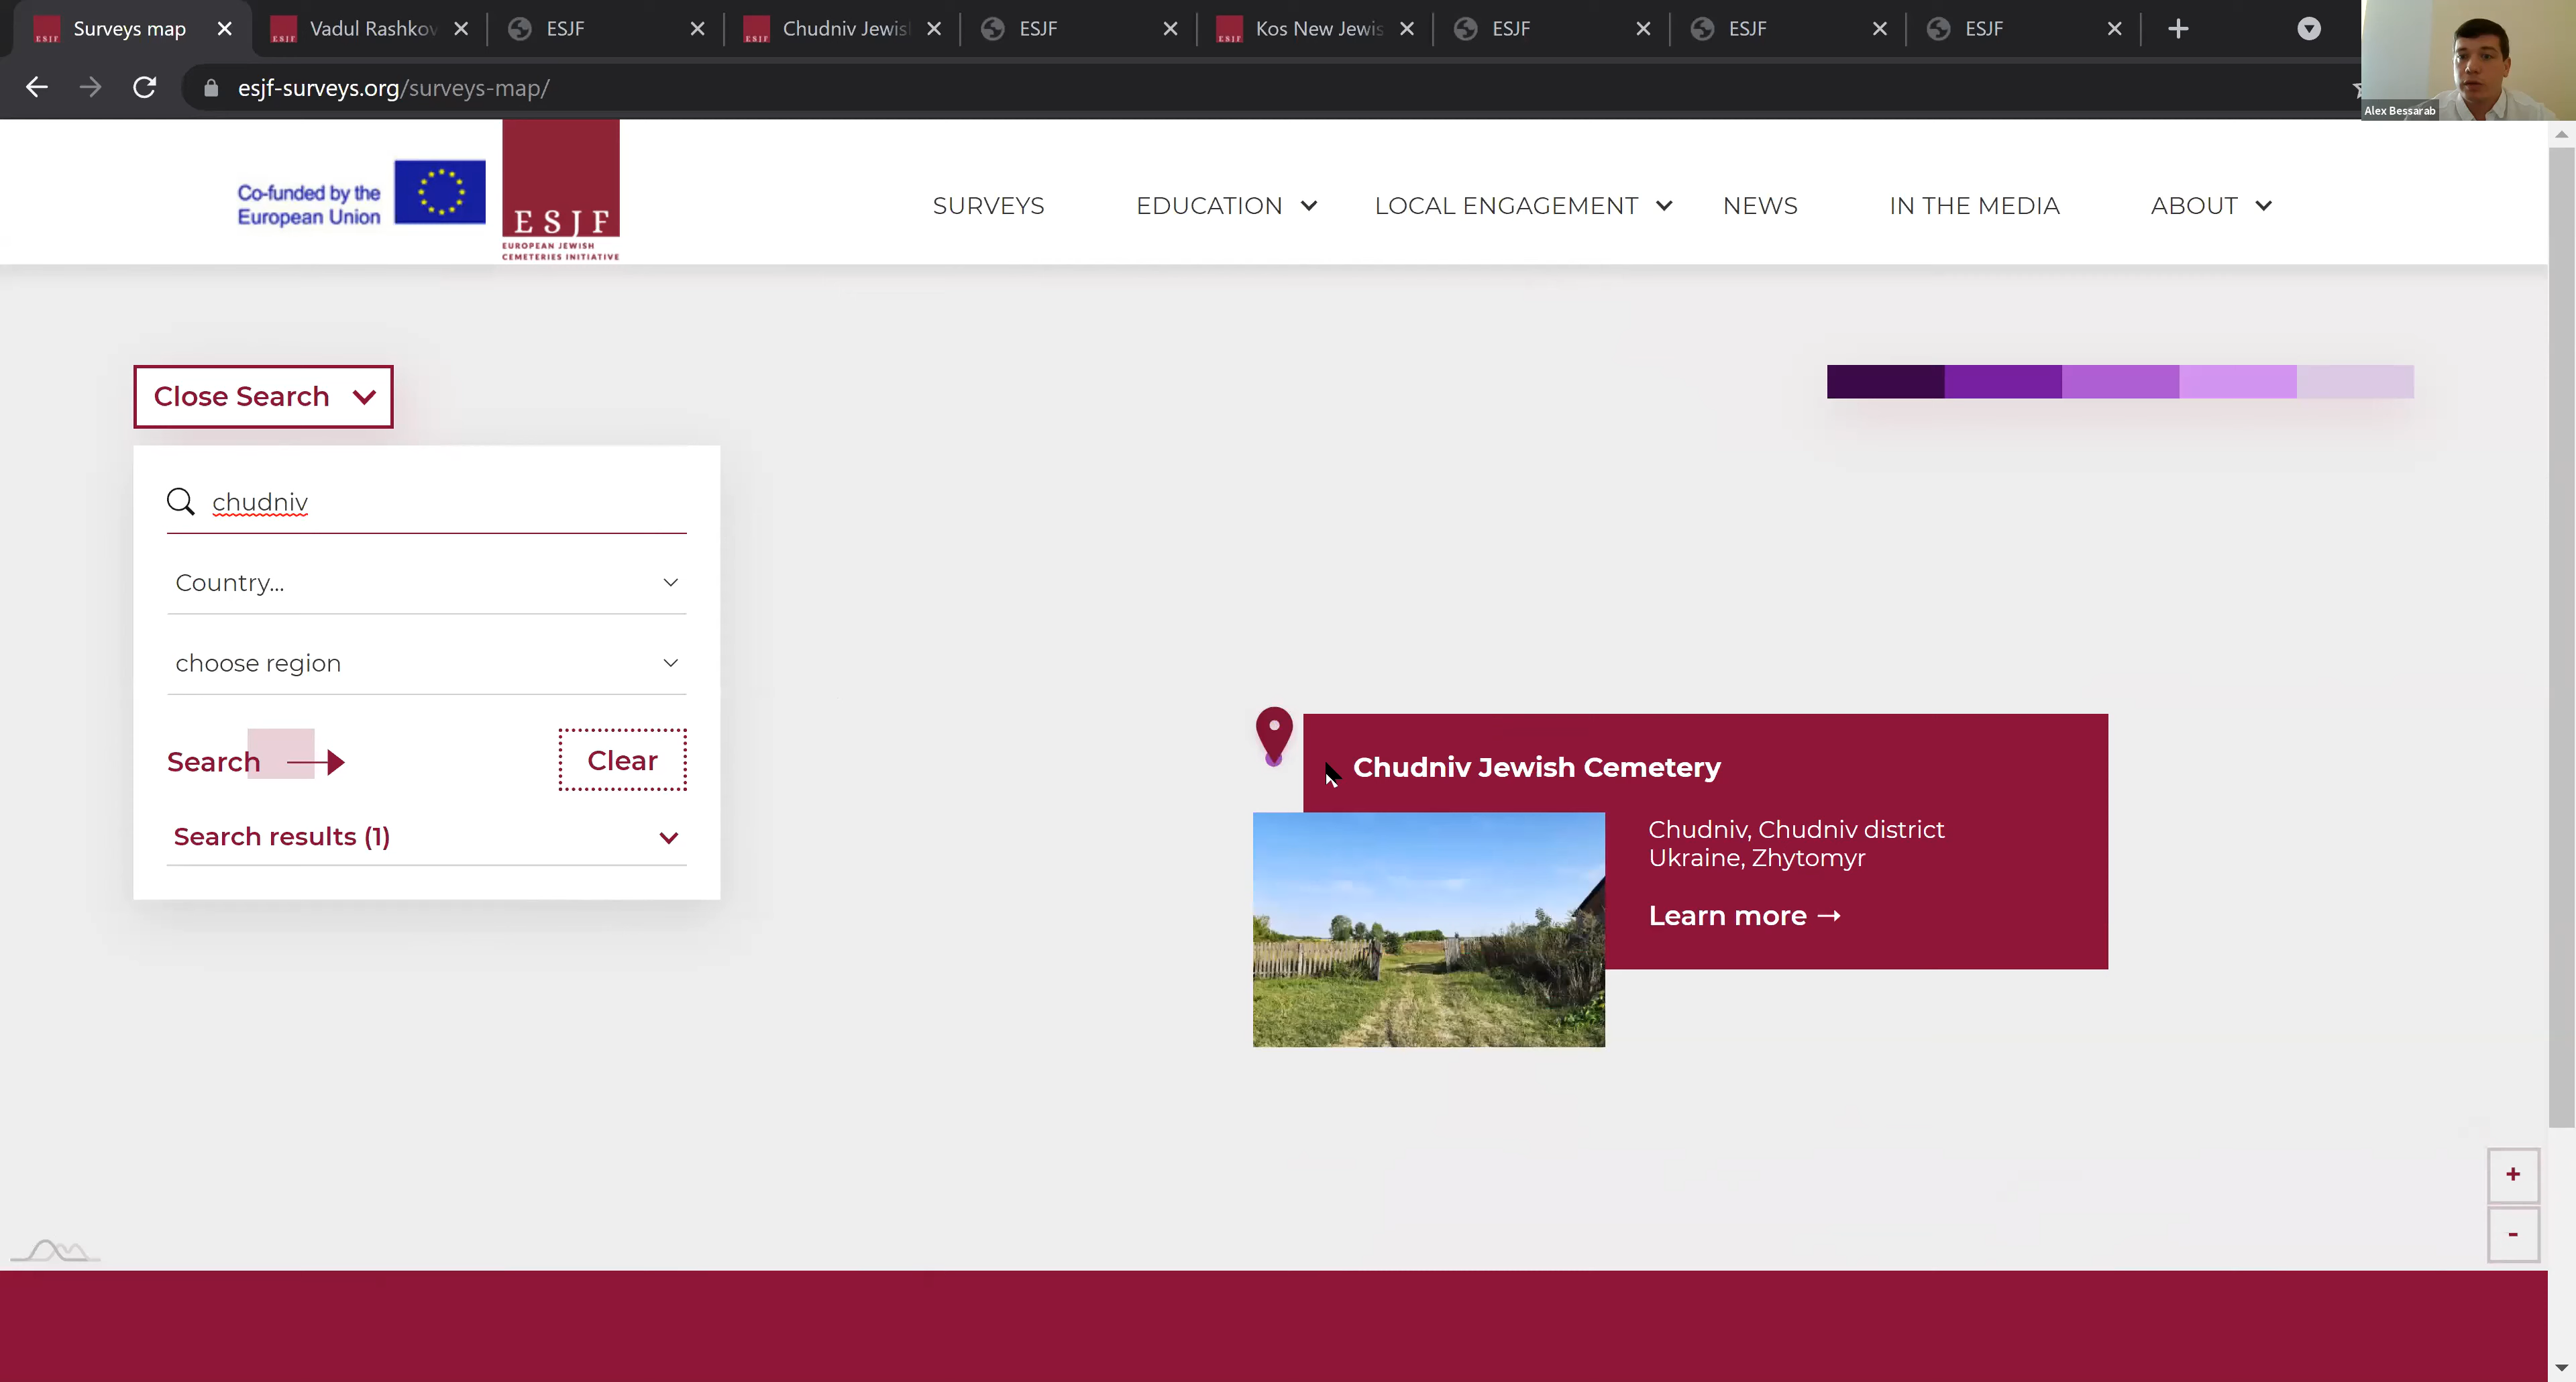 Surveys map
Vadul Rashkov
ESJF
Chudniv Jewis
ESJF
Kos New Jewis
ESJF
ESJF
ESJF
esjf-surveys.org/surveys-map/
Alex Bessarab
Co-funded by the
European Union
ESJF
EUROPEAN JEWISH
CEMETERIES INITIATIVE
SURVEYS
EDUCATION
LOCAL ENGAGEMENT
NEWS
IN THE MEDIA
ABOUT
Close Search
chudniv
Country...
choose region
Search
Clear
Search results (1)
Chudniv Jewish Cemetery
Chudniv, Chudniv district
Ukraine, Zhytomyr
Learn more →
+
-